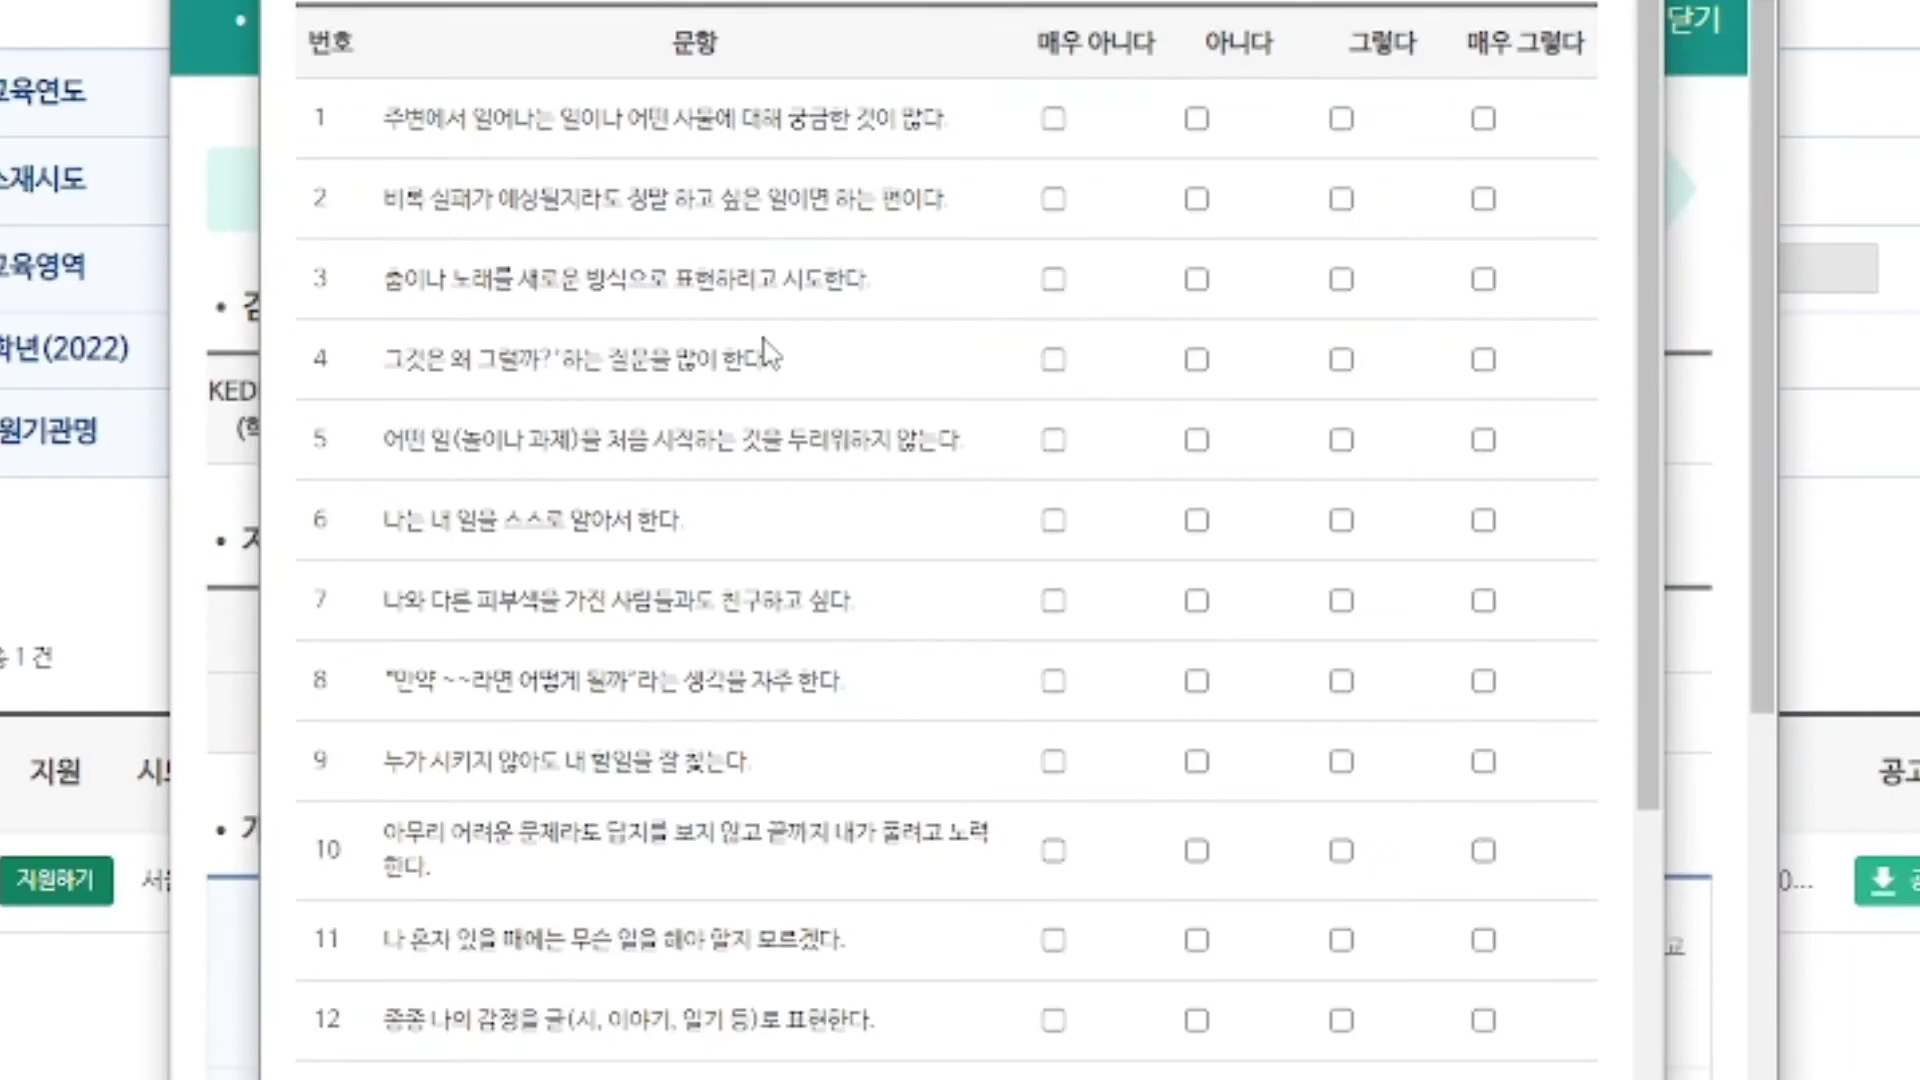 번호 문항 매우 아니다 아니다 그렇다 매우 그렇다
1 주변에서 일어나는 일이나 어떤 사물에 대해 궁금한 것이 많다.
2 비록 실패가 예상될지라도 정말 하고 싶은 일이면 하는 편이다.
3 춤이나 노래를 새로운 방식으로 표현하려고 시도한다.
4 그것은 왜 그럴까?'하는 질문을 많이 한다.
5 어떤 일(놀이나 과제)을 처음 시작하는 것을 두려워하지 않는다.
6 나는 내 일을 스스로 알아서 한다.
7 나와 다른 피부색을 가진 사람들과도 친구하고 싶다.
8 "만약 ~~라면 어떻게 될까"라는 생각을 자주 한다.
9 누가 시키지 않아도 내 할일을 잘 찾는다.
10 아무리 어려운 문제라도 답지를 보지 않고 끝까지 내가 풀려고 노력
한다.
11 나 혼자 있을 때에는 무슨 일을 해야 할지 모르겠다.
12 종종 나의 감정을 글(시, 이야기, 일기 등)로 표현한다.
닫기
교육연도
소재시도
교육영역
학년(2022)
지원기관명
KED
1 건
지원
지원하기
교